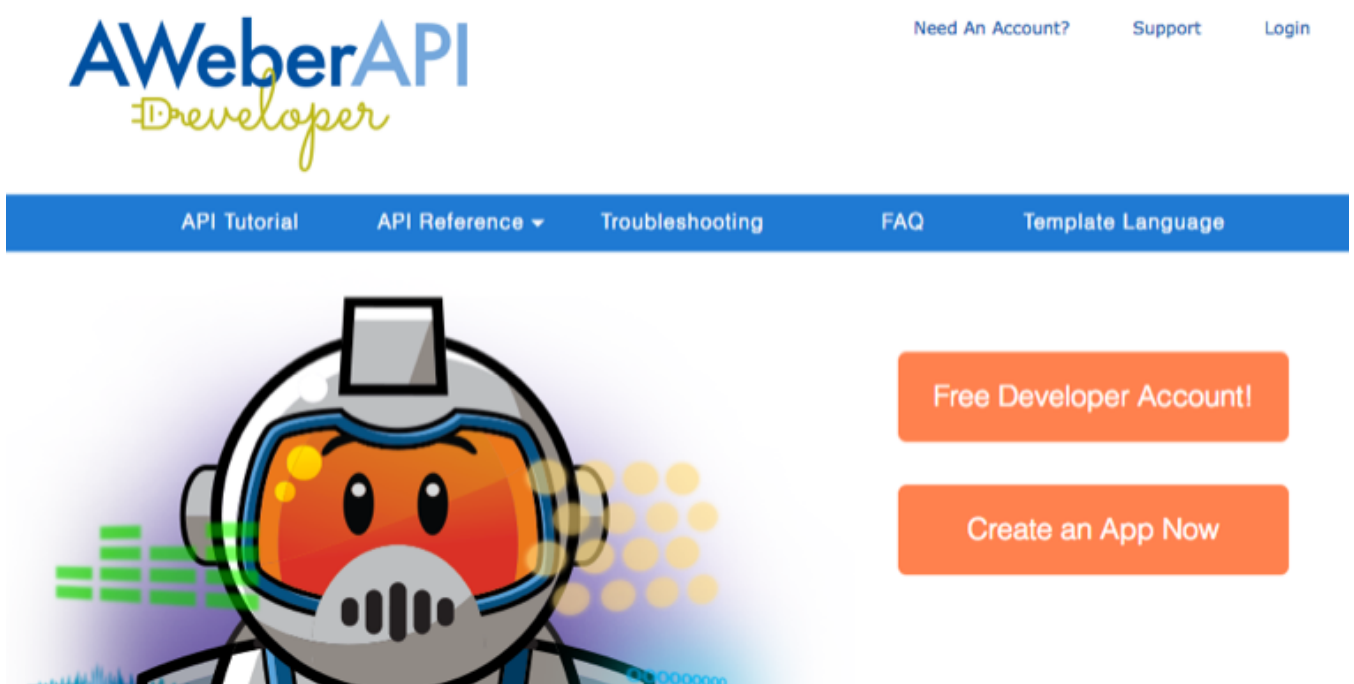 AWeberAPI
Developer
Need An Account? Support Login
API Tutorial API Reference Troubleshooting FAQ Template Language
Free Developer Account!
Create an App Now